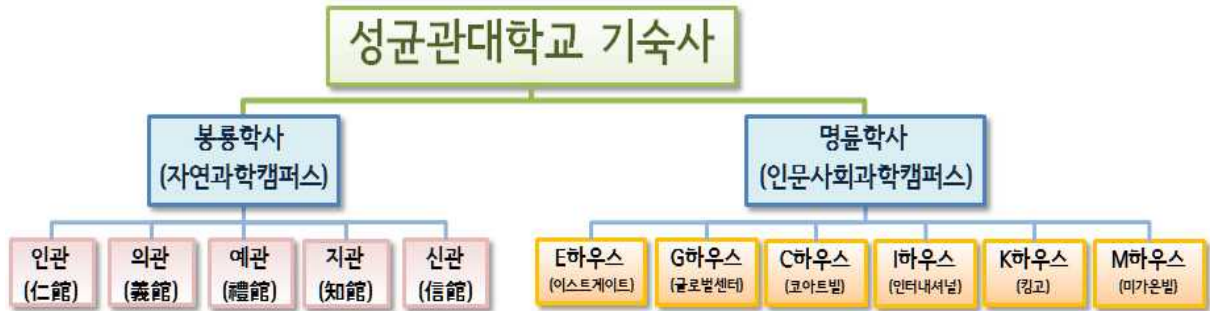 성균관대학교 기숙사
봉룡학사
(자연과학캠퍼스)
명륜학사
(인문사회과학캠퍼스)
인관
(仁館)
의관
(義館)
예관
(禮館)
지관
(知館)
신관
(信館)
E하우스
(이스트게이트)
G하우스
(글로벌센터)
C하우스
(코아트빌)
I하우스
(인터내셔널)
K하우스
(킹고)
M하우스
(미가온빌)